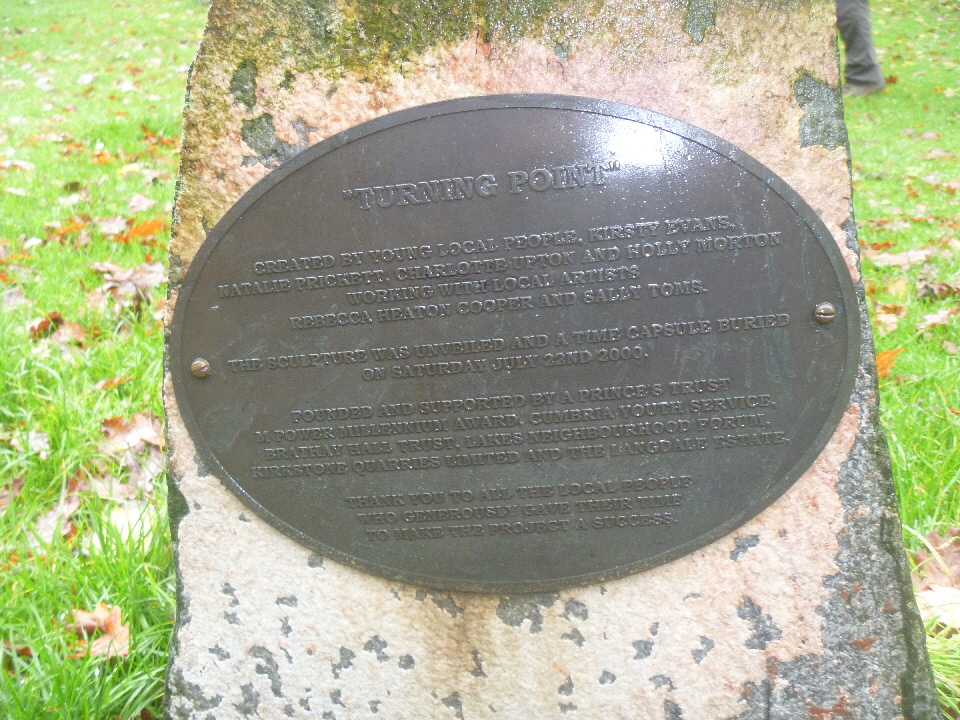 "TURNING POINT"
CREATED BY YOUNG LOCAL PEOPLE, KIRSTY EVANS,
NATALIE PRICKETT, CHARLOTTE UPTON AND HOLLY MORTON
WORKING WITH LOCAL ARTISTS
REBECCA HEATON COOPER AND SALLY TOMS.
THE SCULPTURE WAS UNVEILED AND A TIME CAPSULE BURIED
ON SATURDAY JULY 22ND 2000.
FOUNDED AND SUPPORTED BY A PRINCE'S TRUST
M POWER MILLENNIUM AWARD, CUMBRIA YOUTH SERVICE,
BRATHAY HALL TRUST, LAKES NEIGHBOURHOOD FORUM,
KIRKSTONE QUARRIES LIMITED AND THE LANGDALE ESTATE.
THANK YOU TO ALL THE LOCAL PEOPLE
WHO GENEROUSLY GAVE THEIR TIME
TO MAKE THE PROJECT A SUCCESS.